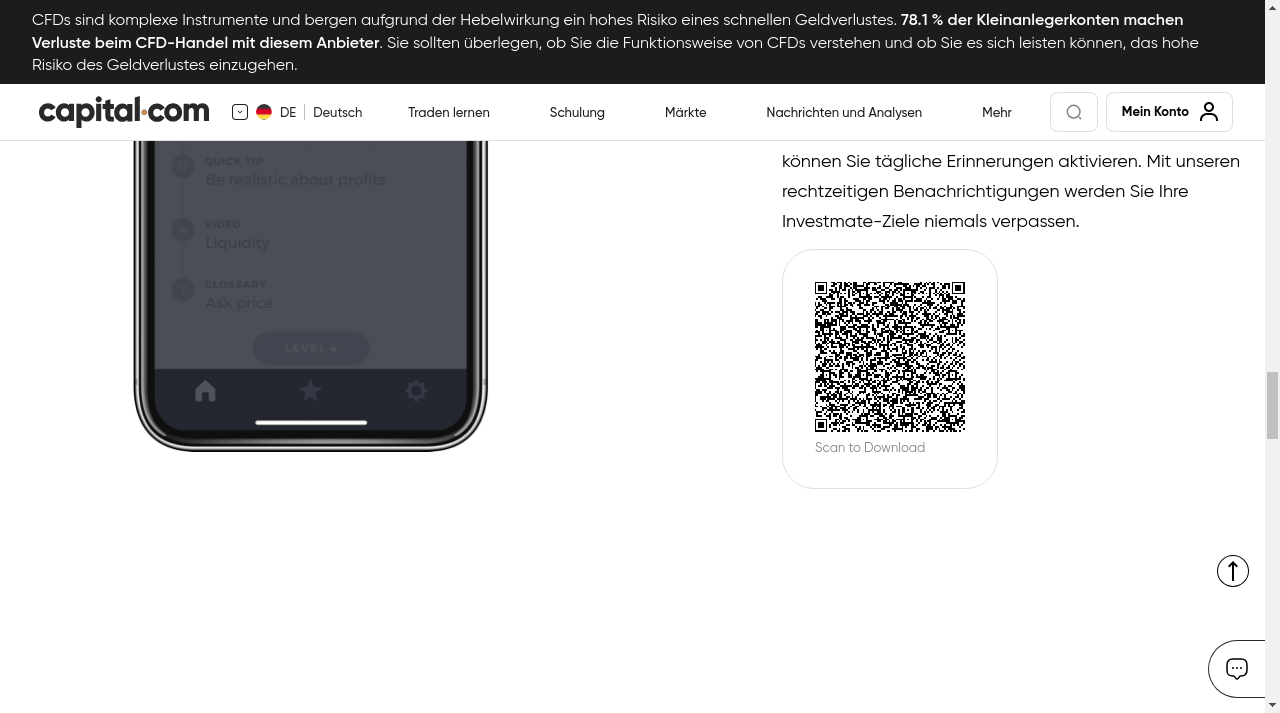 CFDs sind komplexe Instrumente und bergen aufgrund der Hebelwirkung ein hohes Risiko eines schnellen Geldverlustes. 78.1 % der Kleinanlegerkonten machen
Verluste beim CFD-Handel mit diesem Anbieter. Sie sollten überlegen, ob Sie die Funktionsweise von CFDs verstehen und ob Sie es sich leisten können, das hohe
Risiko des Geldverlustes einzugehen.
capital.com DE Deutsch Traden lernen Schulung Märkte Nachrichten und Analysen Mehr Mein Konto
QUICK TIP
Be realistic about profits
VIDEO
Liquidity
GLOSSARY
Ask price
LEVEL 4
können Sie tägliche Erinnerungen aktivieren. Mit unseren
rechtzeitigen Benachrichtigungen werden Sie Ihre
Investmate-Ziele niemals verpassen.
Scan to Download